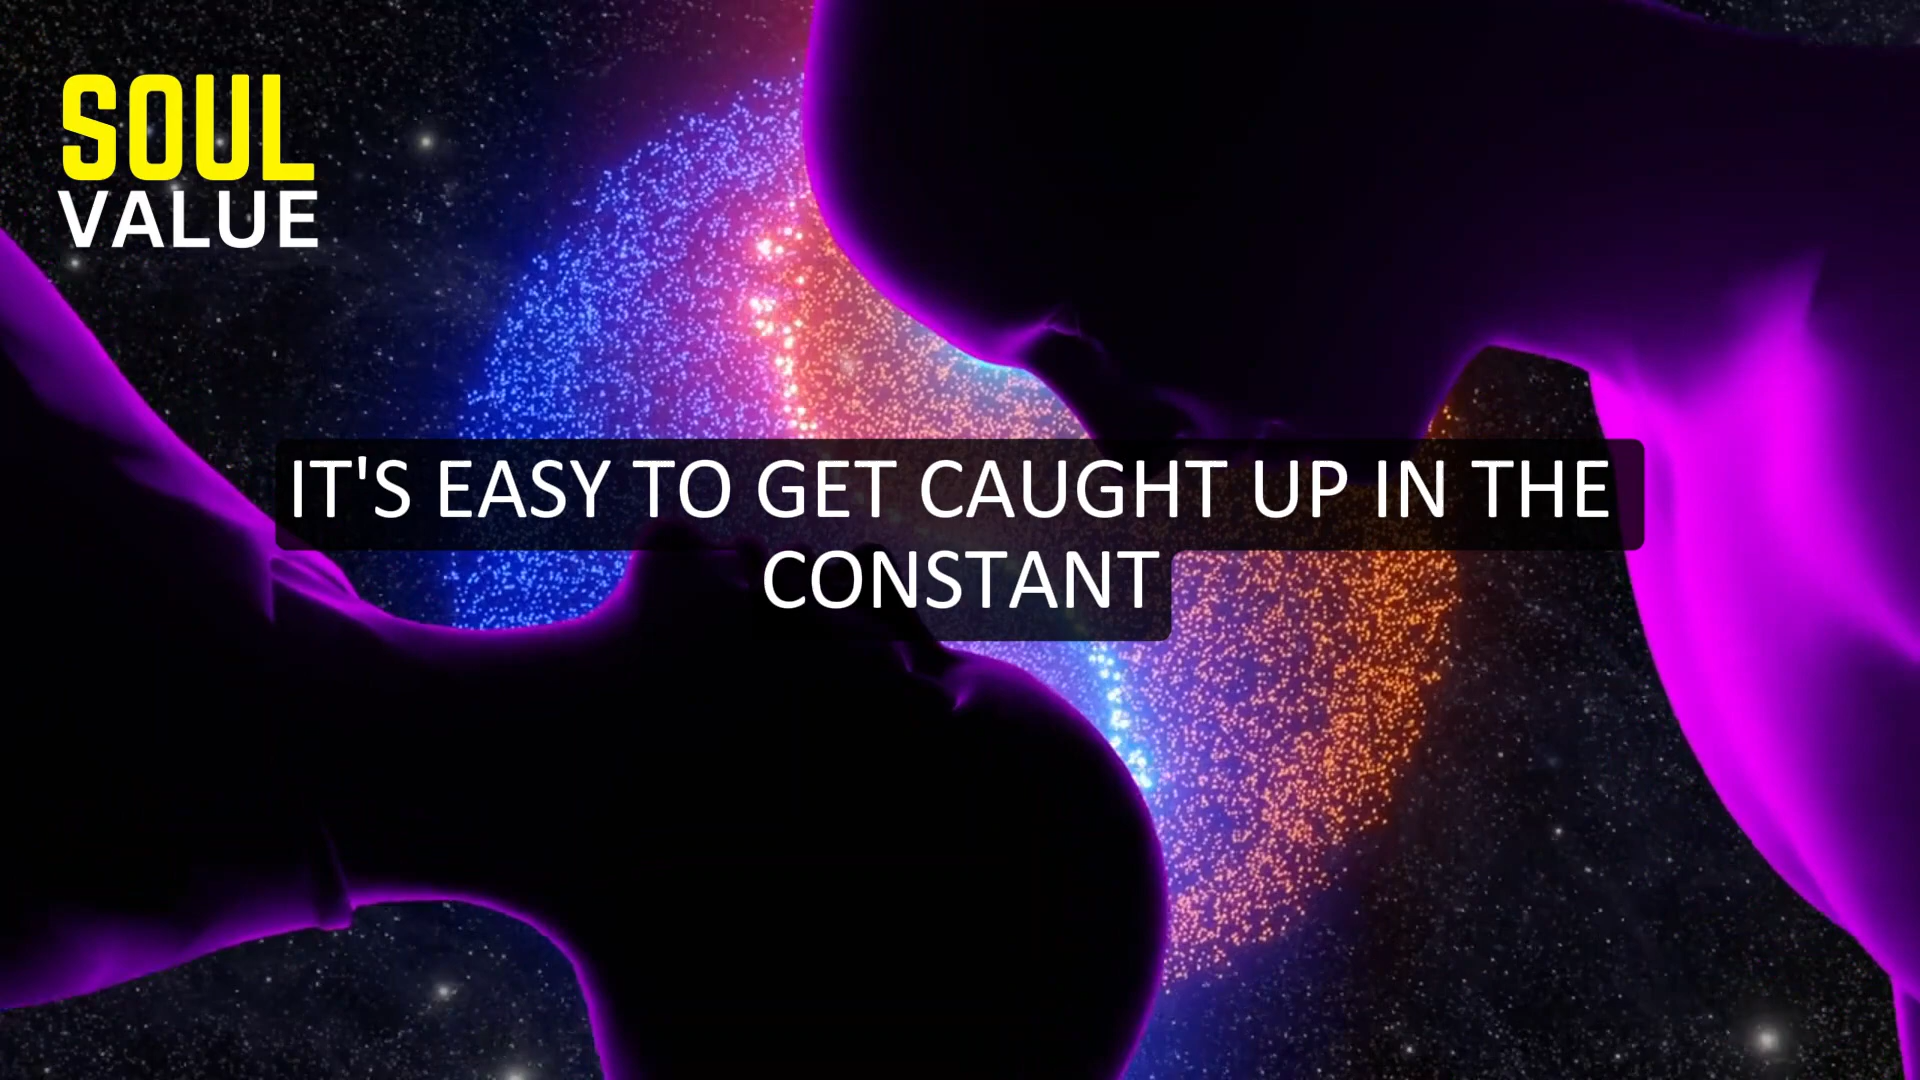 SOUL
VALUE
IT'S EASY TO GET CAUGHT UP IN THE
CONSTANT